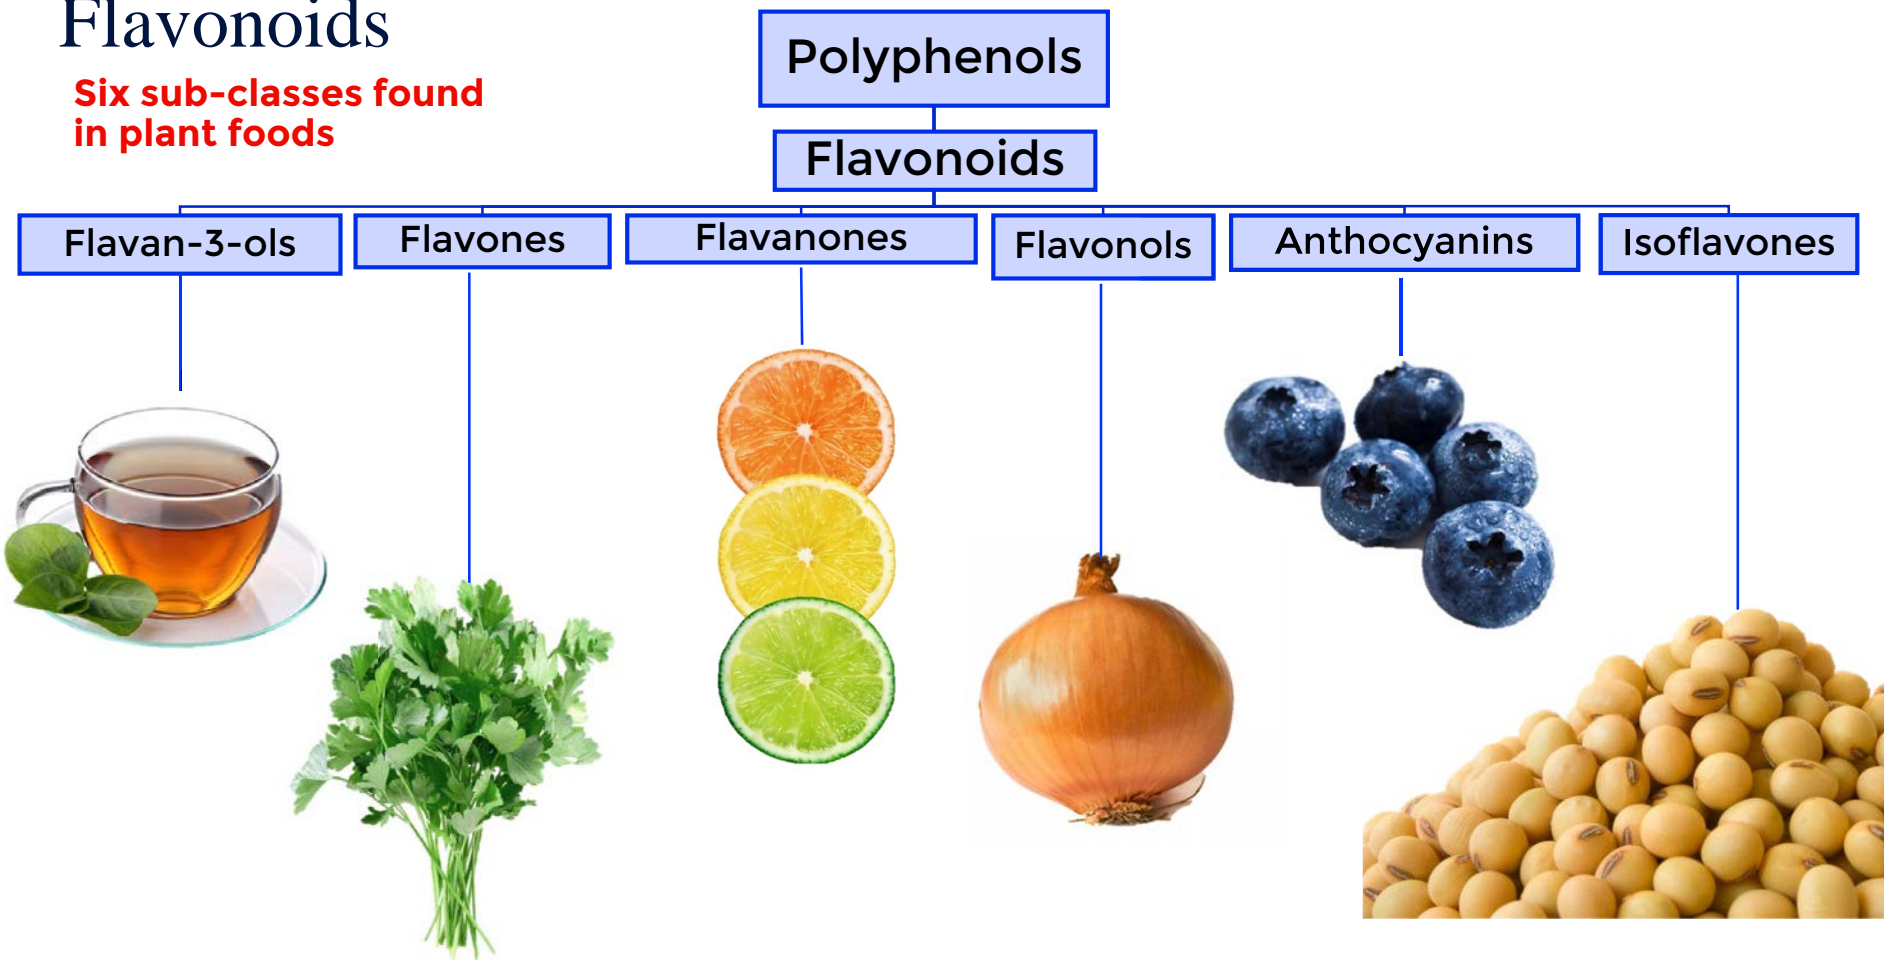 Flavonoids
Six sub-classes found
in plant foods
Polyphenols
Flavonoids
Flavan-3-ols
Flavones
Flavanones
Flavonols
Anthocyanins
Isoflavones